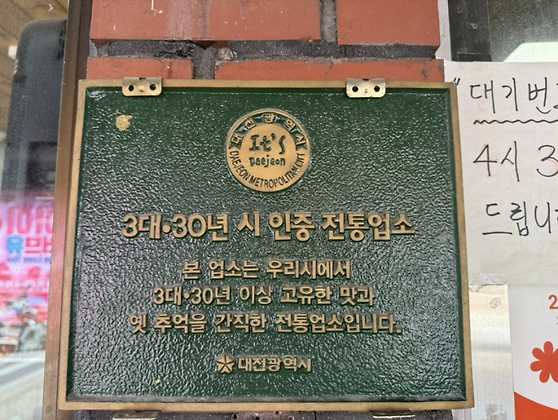 대전광역시
It's
Daejeon
DAEJEON METROPOLITAN CITY
3대•30년 시 인증 전통업소
본 업소는 우리시에서
3대•30년 이상 고유한 맛과
옛 추억을 간직한 전통업소입니다.
대전광역시
대기번
4시 3
드립니
2